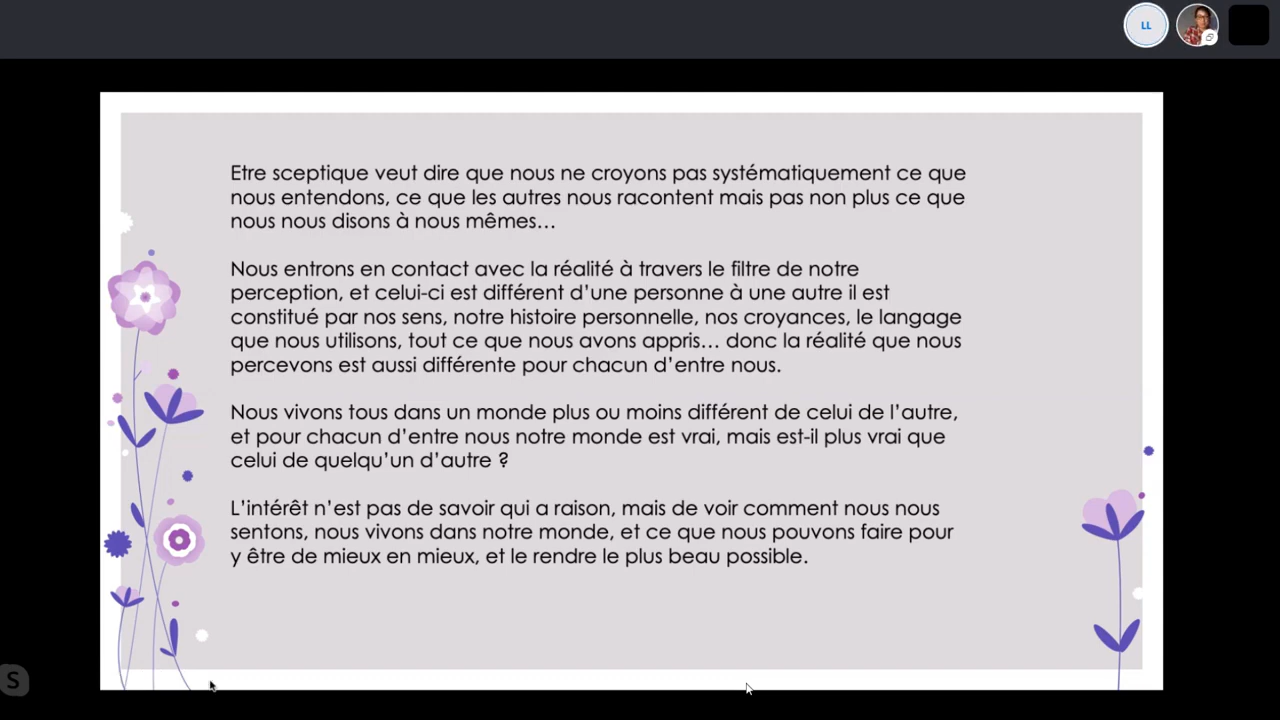 LL
Etre sceptique veut dire que nous ne croyons pas systématiquement ce que
nous entendons, ce que les autres nous racontent mais pas non plus ce que
nous nous disons à nous mêmes…
Nous entrons en contact avec la réalité à travers le filtre de notre
perception, et celui-ci est différent d’une personne à une autre il est
constitué par nos sens, notre histoire personnelle, nos croyances, le langage
que nous utilisons, tout ce que nous avons appris… donc la réalité que nous
percevons est aussi différente pour chacun d’entre nous.
Nous vivons tous dans un monde plus ou moins différent de celui de l’autre,
et pour chacun d’entre nous notre monde est vrai, mais est-il plus vrai que
celui de quelqu’un d’autre ?
L’intérêt n’est pas de savoir qui a raison, mais de voir comment nous nous
sentons, nous vivons dans notre monde, et ce que nous pouvons faire pour
y être de mieux en mieux, et le rendre le plus beau possible.
S